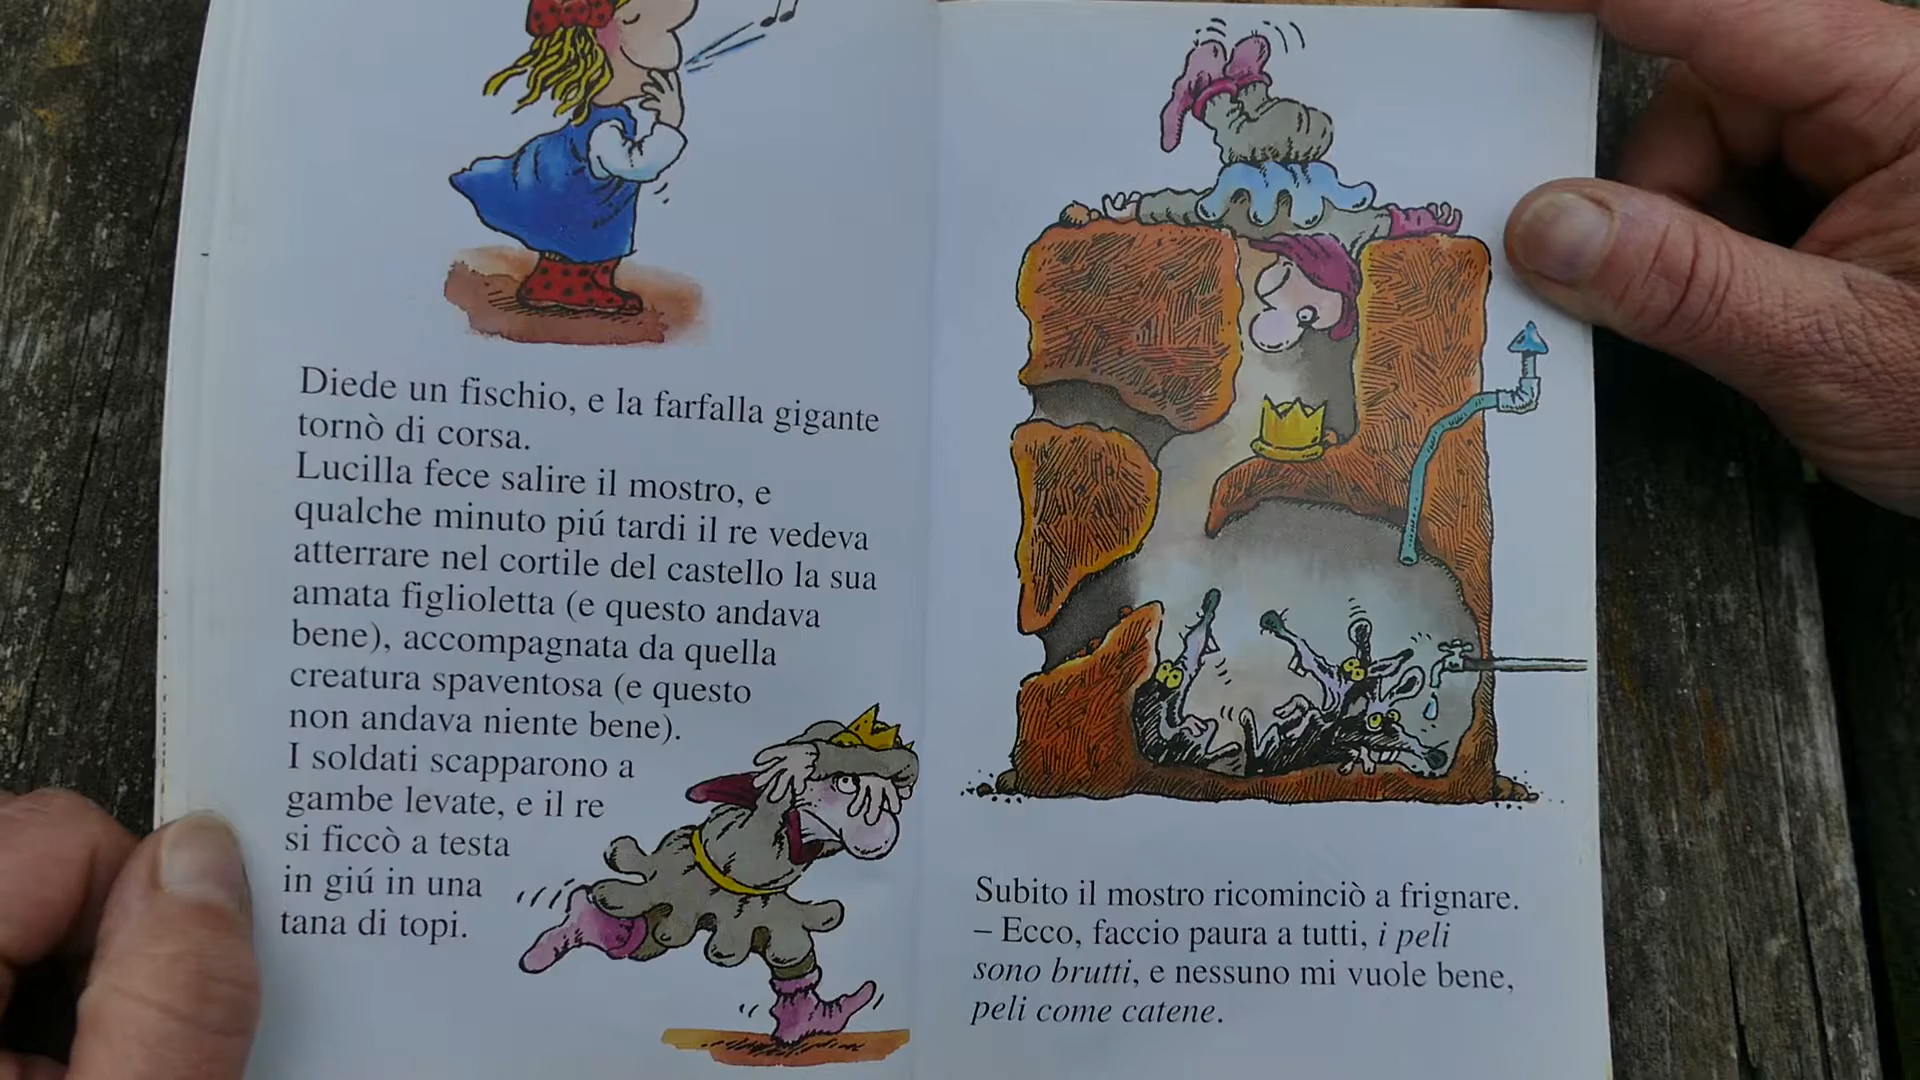 Diede un fischio, e la farfalla gigante
tornò di corsa.
Lucilla fece salire il mostro, e
qualche minuto piú tardi il re vedeva
atterrare nel cortile del castello la sua
amata figlioletta (e questo andava
bene), accompagnata da quella
creatura spaventosa (e questo
non andava niente bene).
I soldati scapparono a
gambe levate, e il re
si ficcò a testa
in giú in una
tana di topi.
Subito il mostro ricominciò a frignare.
– Ecco, faccio paura a tutti, i peli
sono brutti, e nessuno mi vuole bene,
peli come catene.